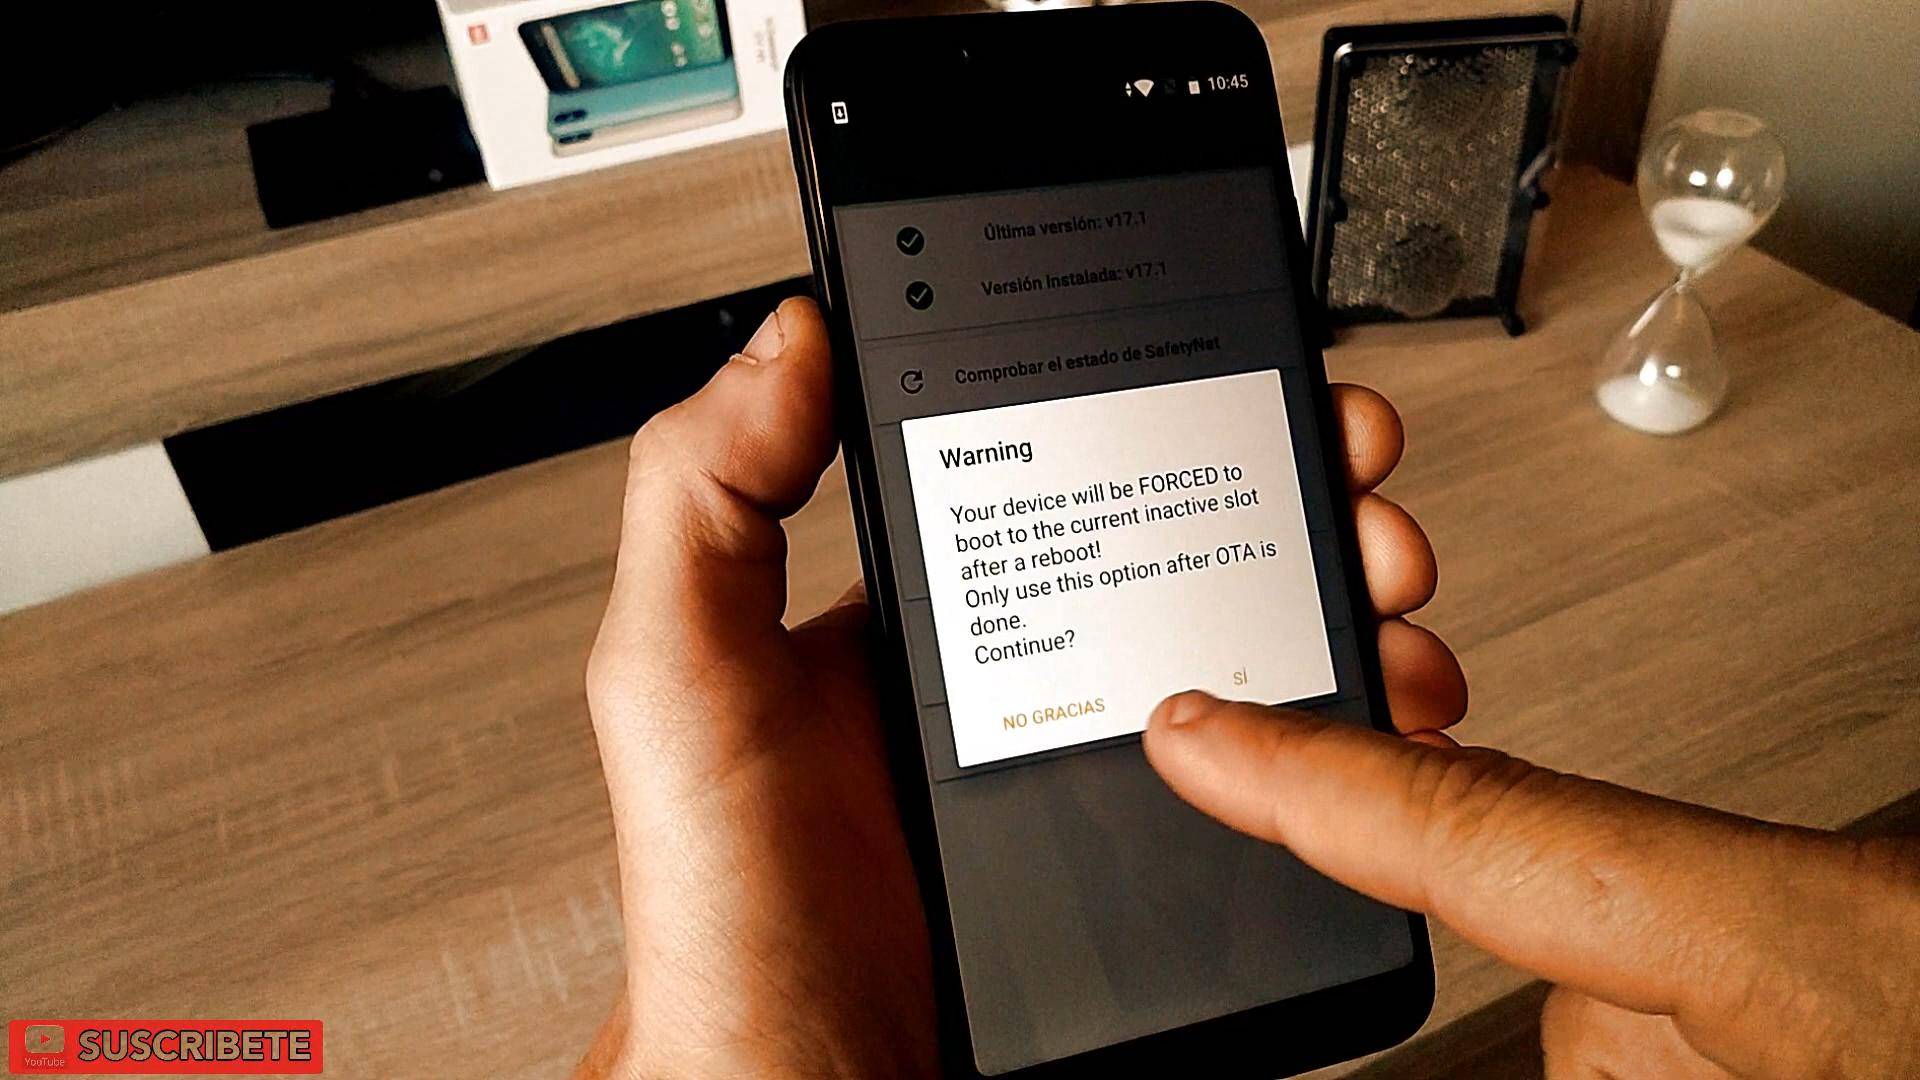 10:45
Última versión: v17.1
Versión instalada: v17.1
Comprobar el estado de SafetyNet
Warning
Your device will be FORCED to
boot to the current inactive slot
after a reboot!
Only use this option after OTA is
done.
Continue?
NO GRACIAS
SÍ
YouTube
SUSCRIBETE